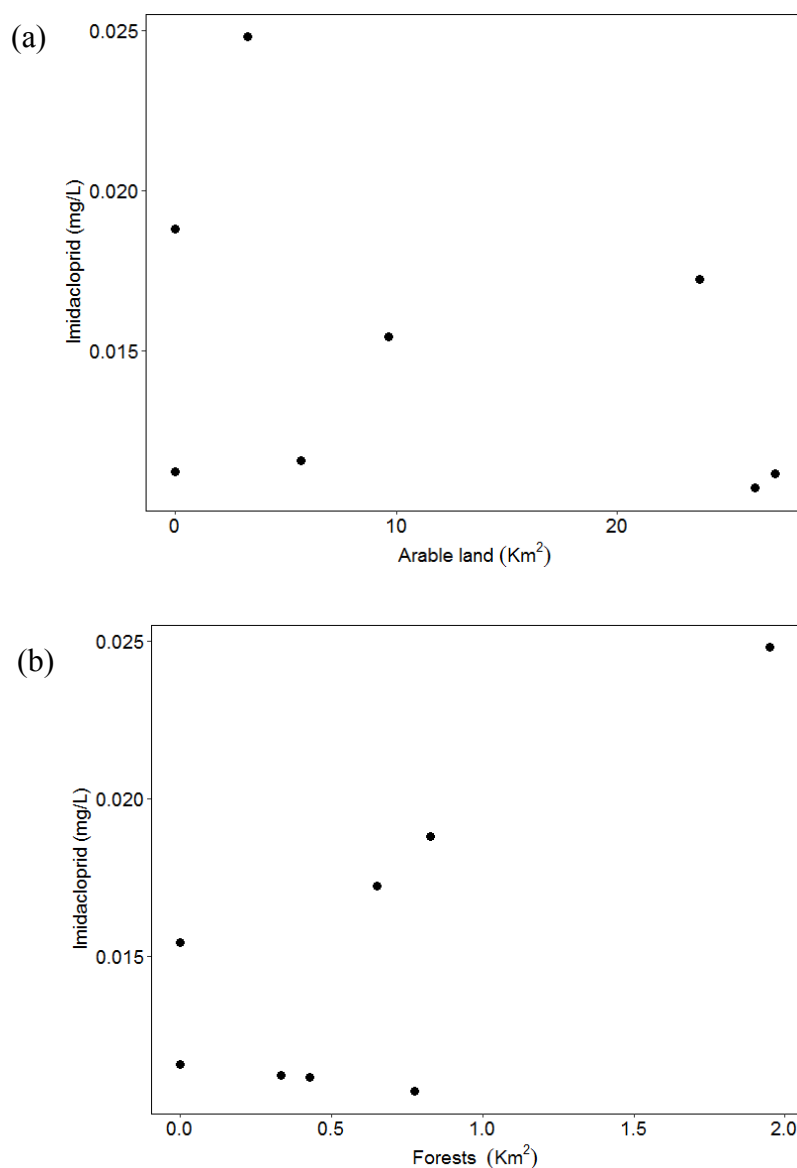 (a)
0.025
0.020
0.015
Imidacloprid (mg/L)
0 10 20
Arable land (Km²)
(b)
0.025
0.020
0.015
Imidacloprid (mg/L)
0.0 0.5 1.0 1.5 2.0
Forests (Km²)